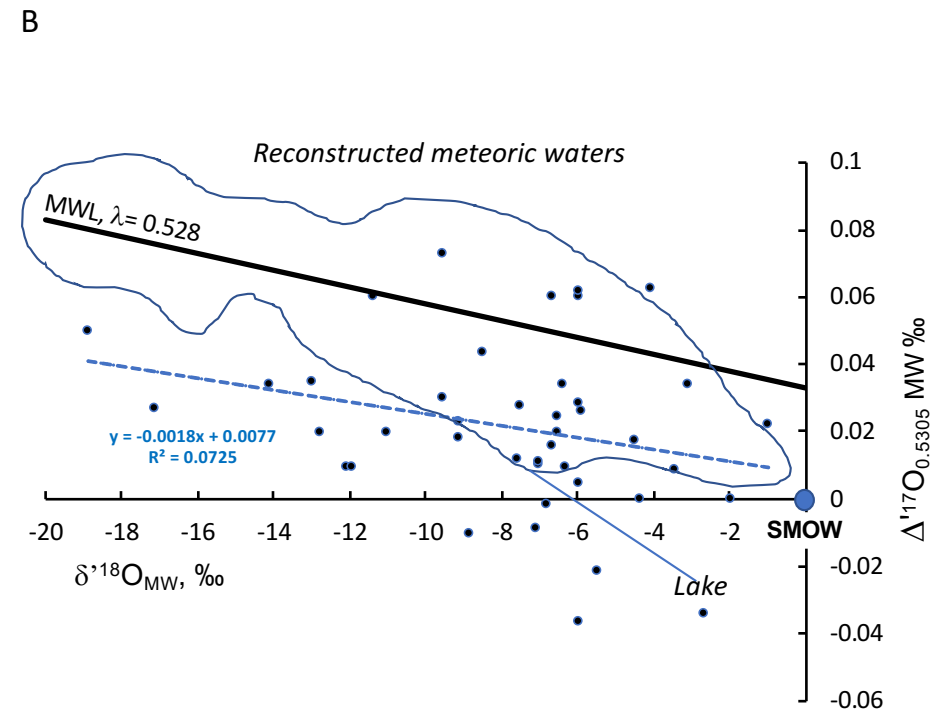 B
Reconstructed meteoric waters
MWL, λ= 0.528
0.1
0.08
0.06
0.04
0.02
0
-0.02
-0.04
-0.06
Δ'¹⁷O₀.₅₃₀₅ MW ‰
y = -0.0018x + 0.0077
R² = 0.0725
-20 -18 -16 -14 -12 -10 -8 -6 -4 -2 SMOW
δ'¹⁸O_MW, ‰
Lake